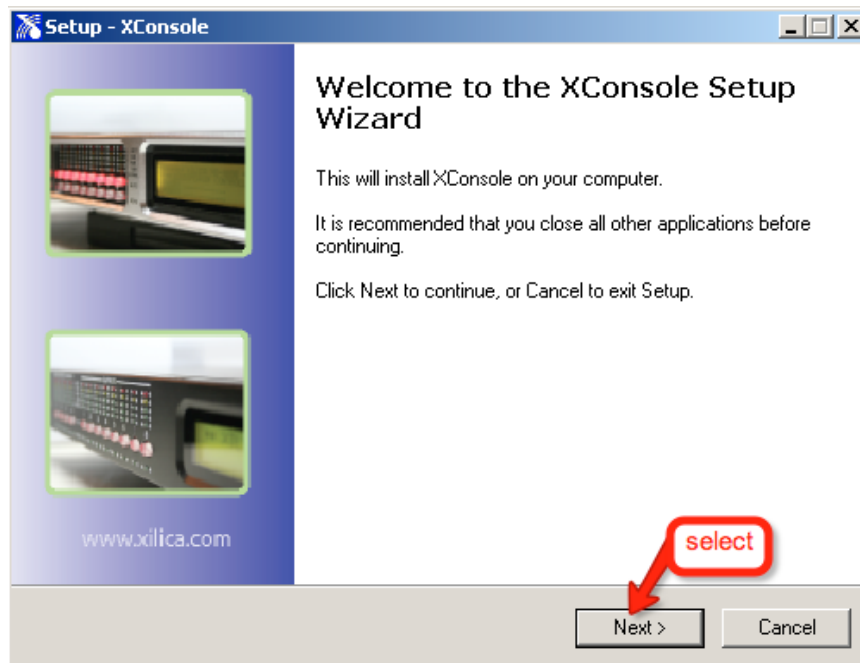 Setup - XConsole
Welcome to the XConsole Setup
Wizard
This will install XConsole on your computer.
It is recommended that you close all other applications before
continuing.
Click Next to continue, or Cancel to exit Setup.
www.xilica.com
select
Next >
Cancel